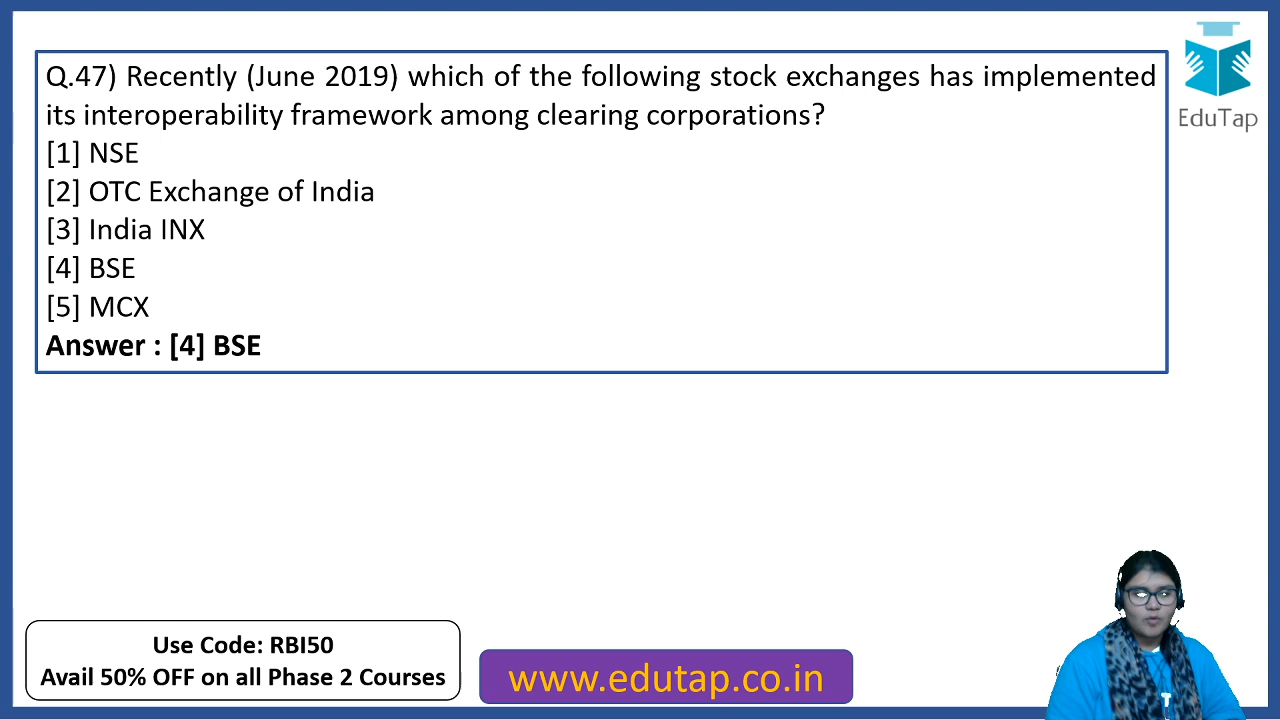 Q.47) Recently (June 2019) which of the following stock exchanges has implemented
its interoperability framework among clearing corporations?
[1] NSE
[2] OTC Exchange of India
[3] India INX
[4] BSE
[5] MCX
Answer : [4] BSE
EduTap
Use Code: RBI50
Avail 50% OFF on all Phase 2 Courses
www.edutap.co.in